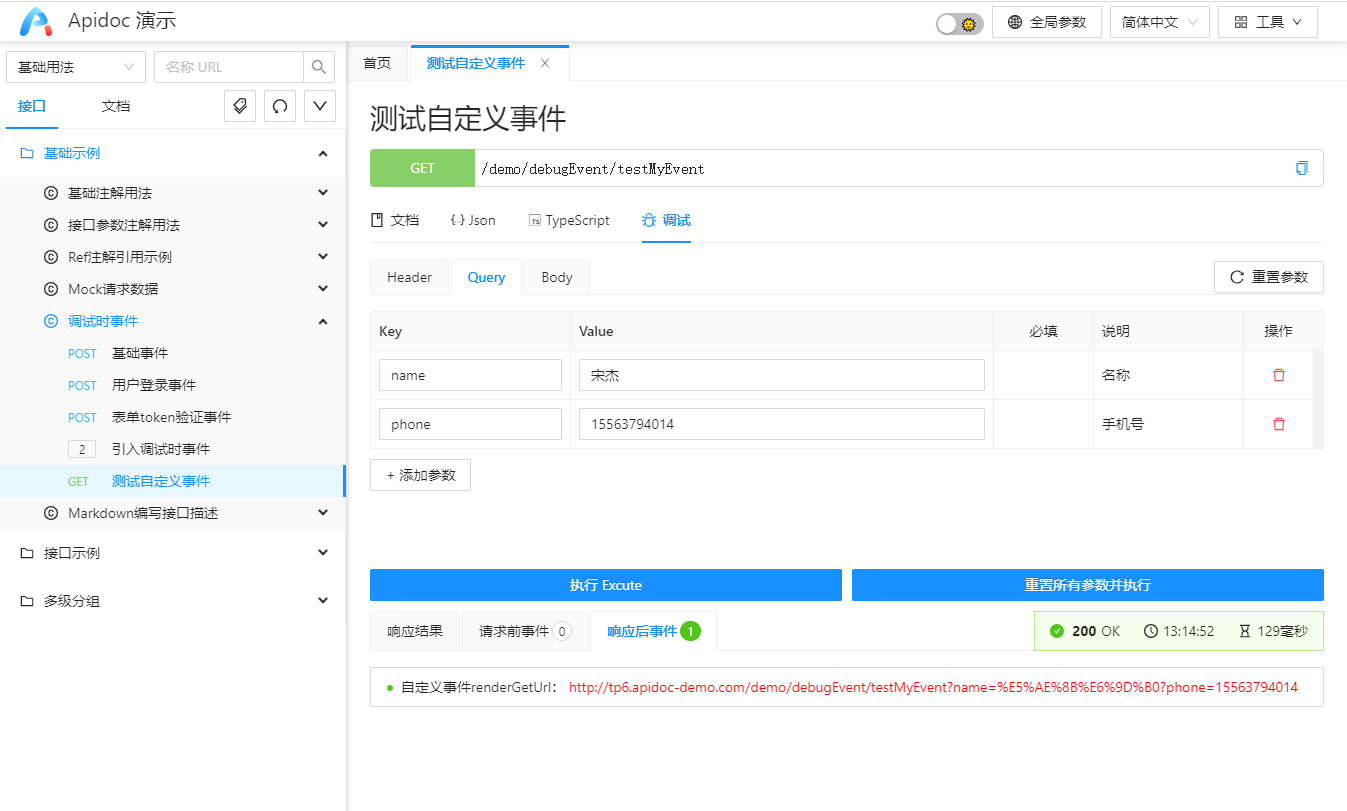 Apidoc 演示
全局参数
简体中文
工具
基础用法
名称 URL
接口
文档
基础示例
基础注解用法
接口参数注解用法
Ref注解引用示例
Mock请求数据
调试时事件
POST 基础事件
POST 用户登录事件
POST 表单token验证事件
2 引入调试时事件
GET 测试自定义事件
Markdown编写接口描述
接口示例
多级分组
首页
测试自定义事件
测试自定义事件
GET /demo/debugEvent/testMyEvent
文档 Json TypeScript 调试
Header Query Body
重置参数
Key Value 必填 说明 操作
name 宋杰 名称
phone 15563794014 手机号
+ 添加参数
执行 Excute
重置所有参数并执行
响应结果 请求前事件 0 响应后事件 1
200 OK 13:14:52 129毫秒
自定义事件renderGetUrl： http://tp6.apidoc-demo.com/demo/debugEvent/testMyEvent?name=%E5%AE%8B%E6%9D%B0?phone=15563794014